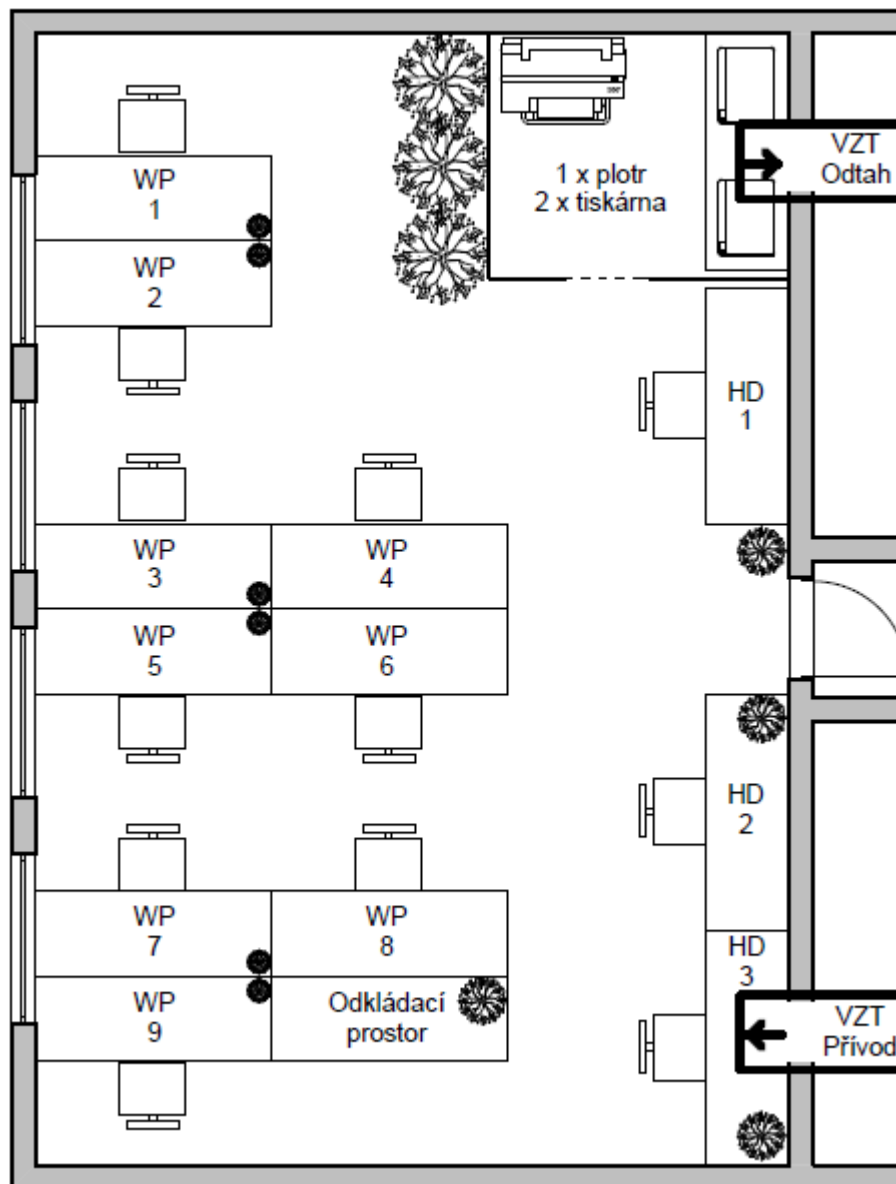 WP
1
WP
2
1 x plotr
2 x tiskárna
VZT
Odtah
HD
1
WP
3
WP
4
WP
5
WP
6
HD
2
WP
7
WP
8
HD
3
WP
9
Odkládací
prostor
VZT
Přívod